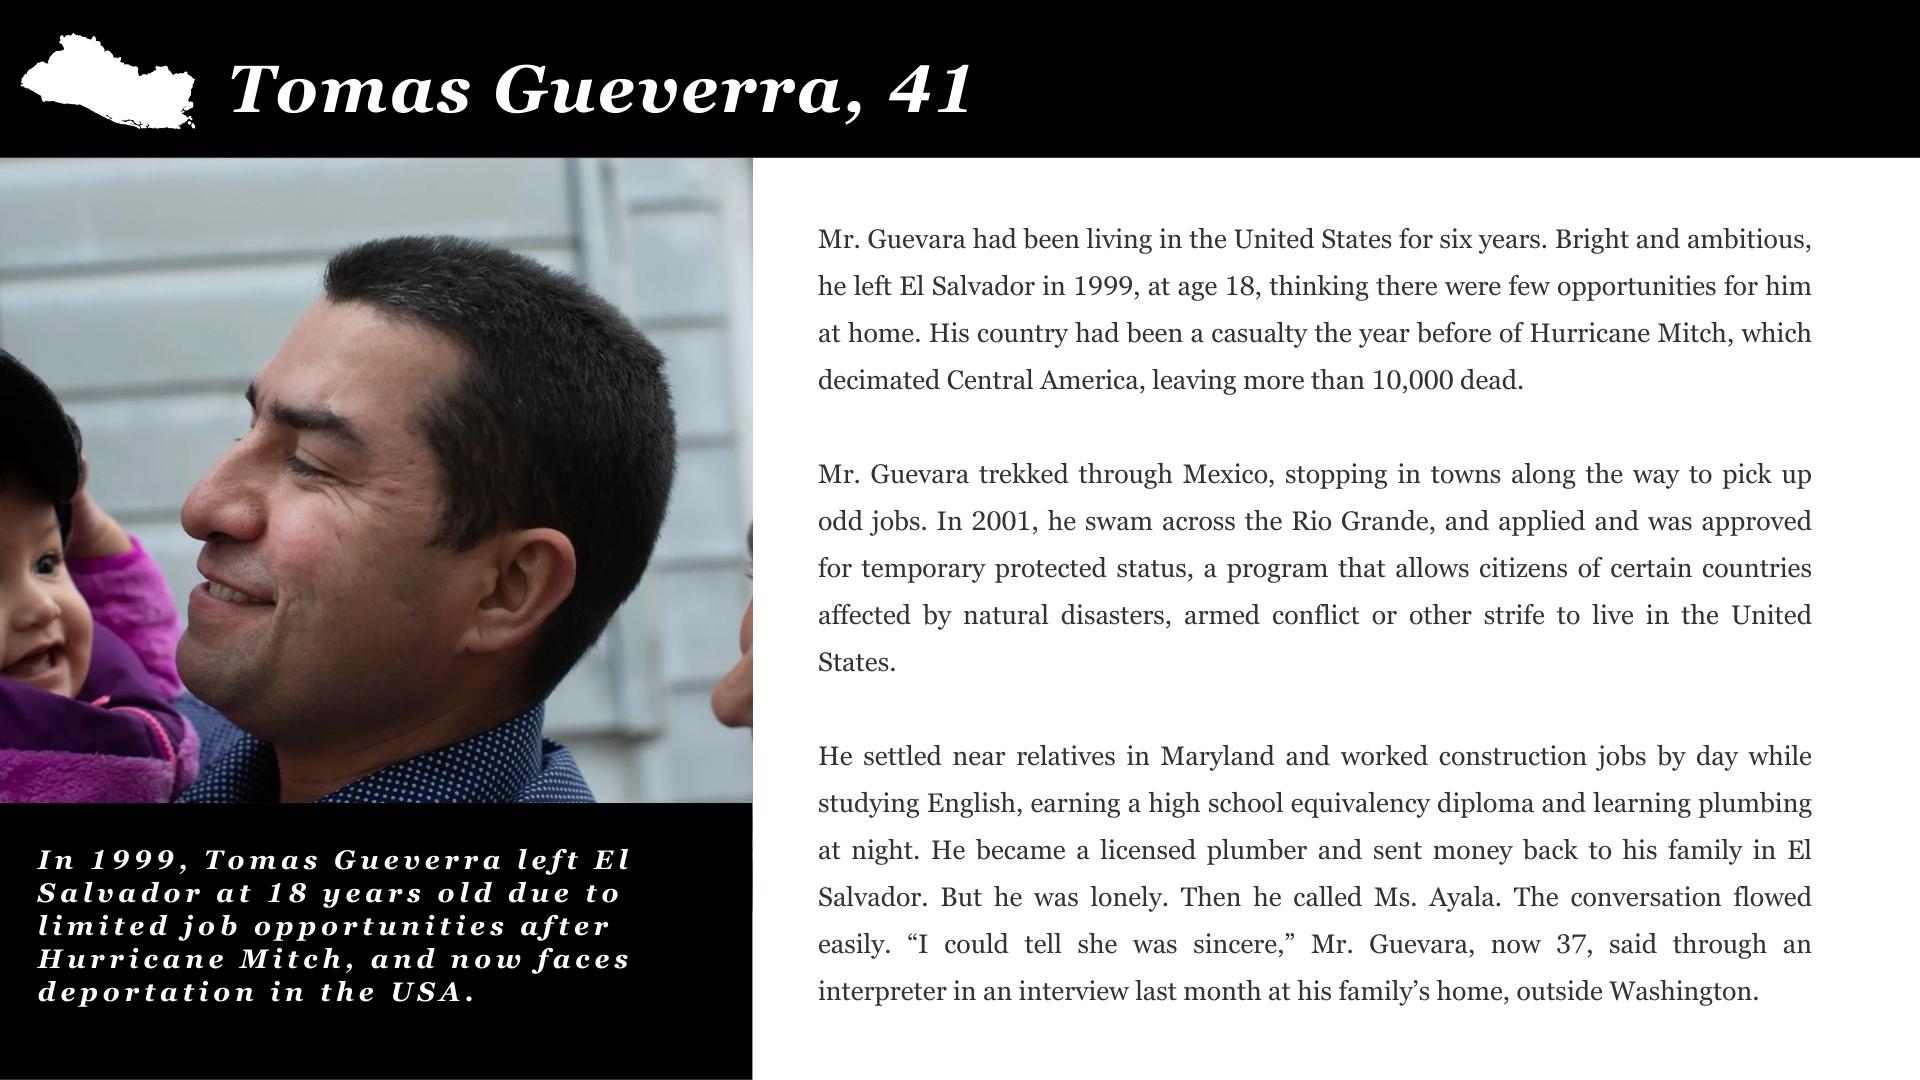 Tomas Gueverra, 41
In 1999, Tomas Gueverra left El
Salvador at 18 years old due to
limited job opportunities after
Hurricane Mitch, and now faces
deportation in the USA.
Mr. Guevara had been living in the United States for six years. Bright and ambitious,
he left El Salvador in 1999, at age 18, thinking there were few opportunities for him
at home. His country had been a casualty the year before of Hurricane Mitch, which
decimated Central America, leaving more than 10,000 dead.
Mr. Guevara trekked through Mexico, stopping in towns along the way to pick up
odd jobs. In 2001, he swam across the Rio Grande, and applied and was approved
for temporary protected status, a program that allows citizens of certain countries
affected by natural disasters, armed conflict or other strife to live in the United
States.
He settled near relatives in Maryland and worked construction jobs by day while
studying English, earning a high school equivalency diploma and learning plumbing
at night. He became a licensed plumber and sent money back to his family in El
Salvador. But he was lonely. Then he called Ms. Ayala. The conversation flowed
easily. “I could tell she was sincere,” Mr. Guevara, now 37, said through an
interpreter in an interview last month at his family’s home, outside Washington.